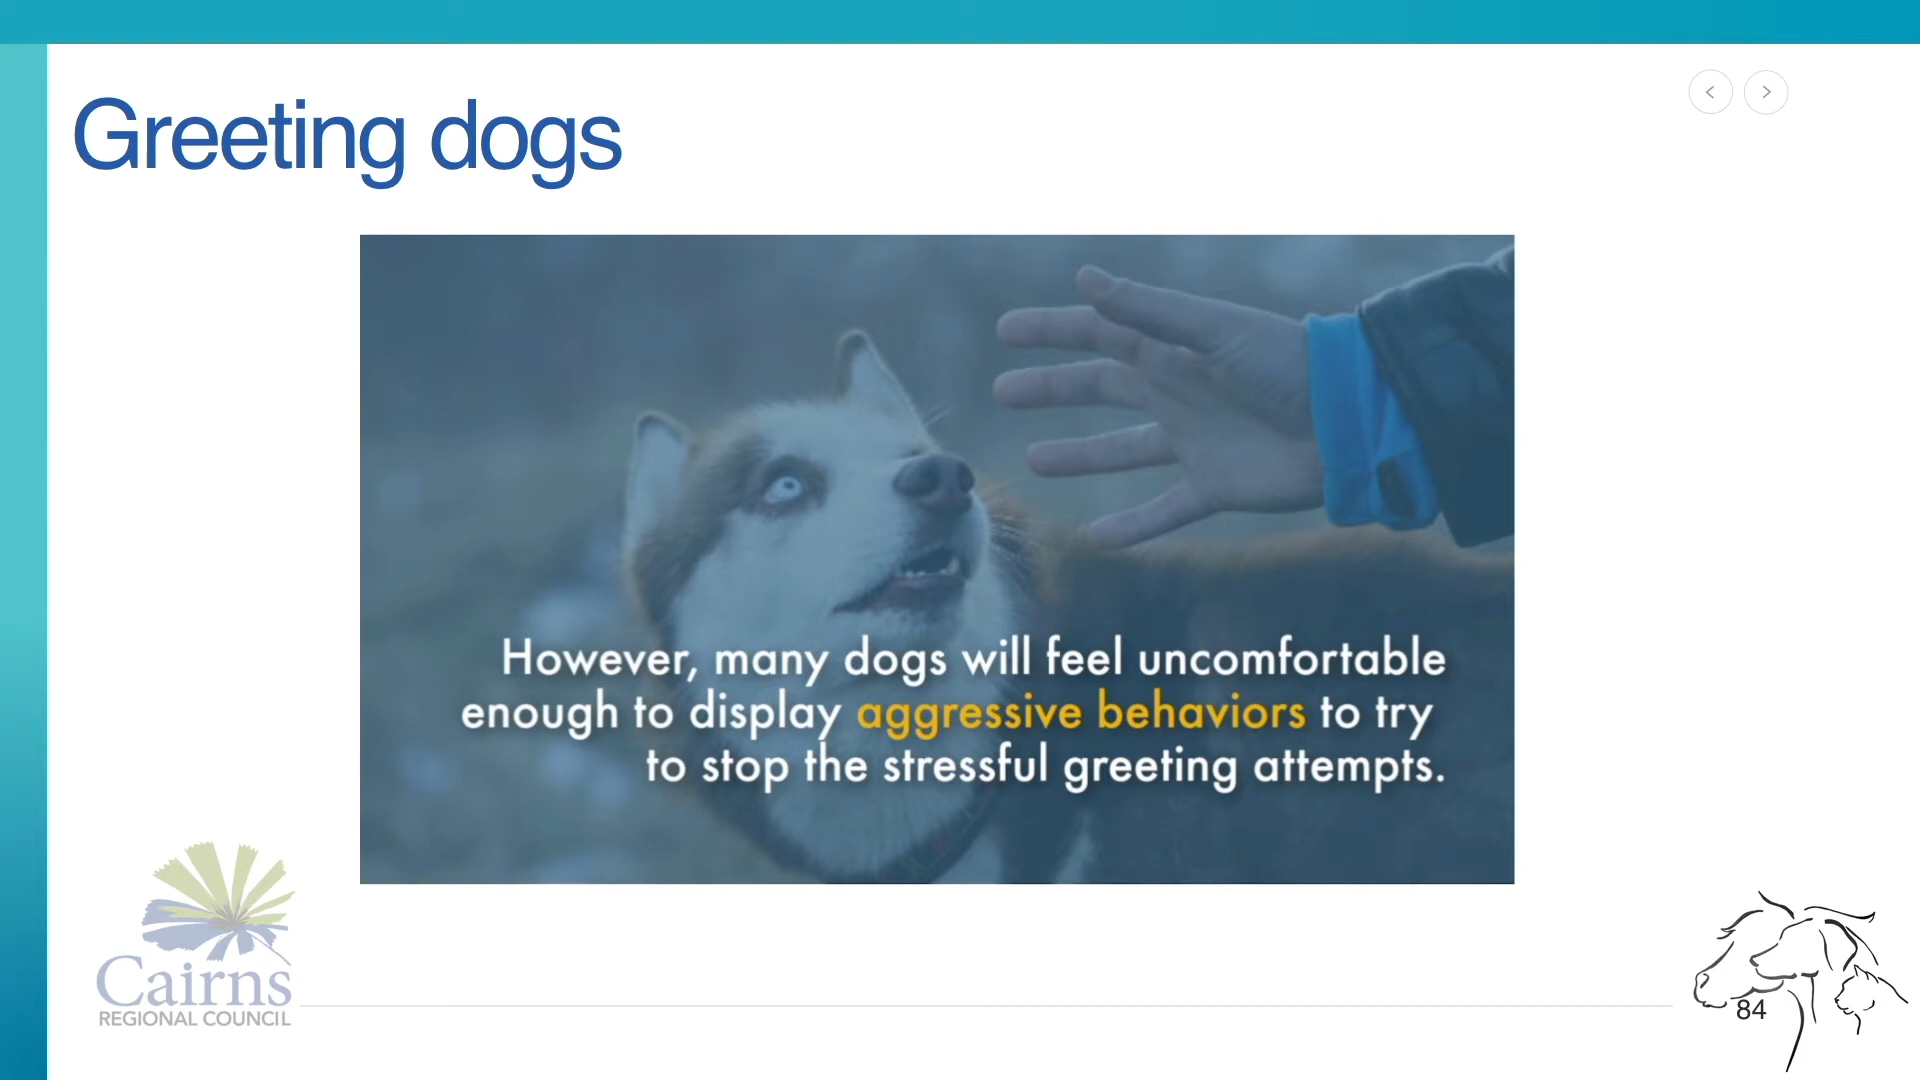 Greeting dogs
However, many dogs will feel uncomfortable
enough to display aggressive behaviors to try
to stop the stressful greeting attempts.
Cairns
REGIONAL COUNCIL
84